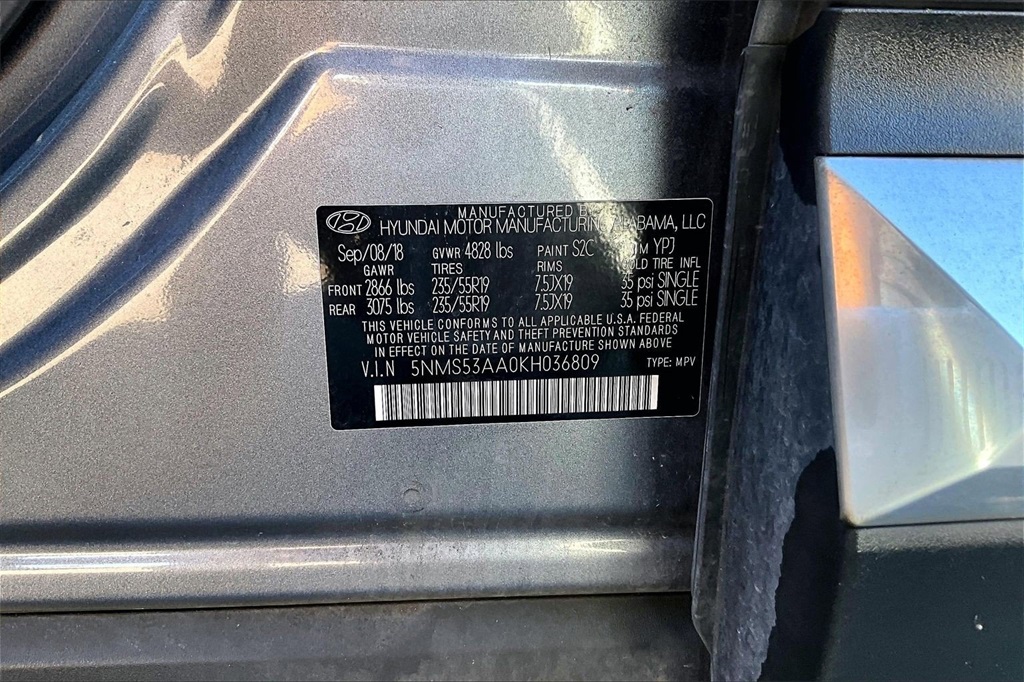 MANUFACTURED
HYUNDAI MOTOR MANUFACTURING ALABAMA, LLC
Sep/08/18 GVWR 4828 lbs PAINT S2C YPJ
GAWR TIRES RIMS COLD TIRE INFL
FRONT 2866 lbs 235/55R19 7.5JX19 35 psi SINGLE
REAR 3075 lbs 235/55R19 7.5JX19 35 psi SINGLE
THIS VEHICLE CONFORMS TO ALL APPLICABLE U.S.A. FEDERAL
MOTOR VEHICLE SAFETY AND THEFT PREVENTION STANDARDS
IN EFFECT ON THE DATE OF MANUFACTURE SHOWN ABOVE
V.I.N 5NMS53AA0KH036809 TYPE: MPV